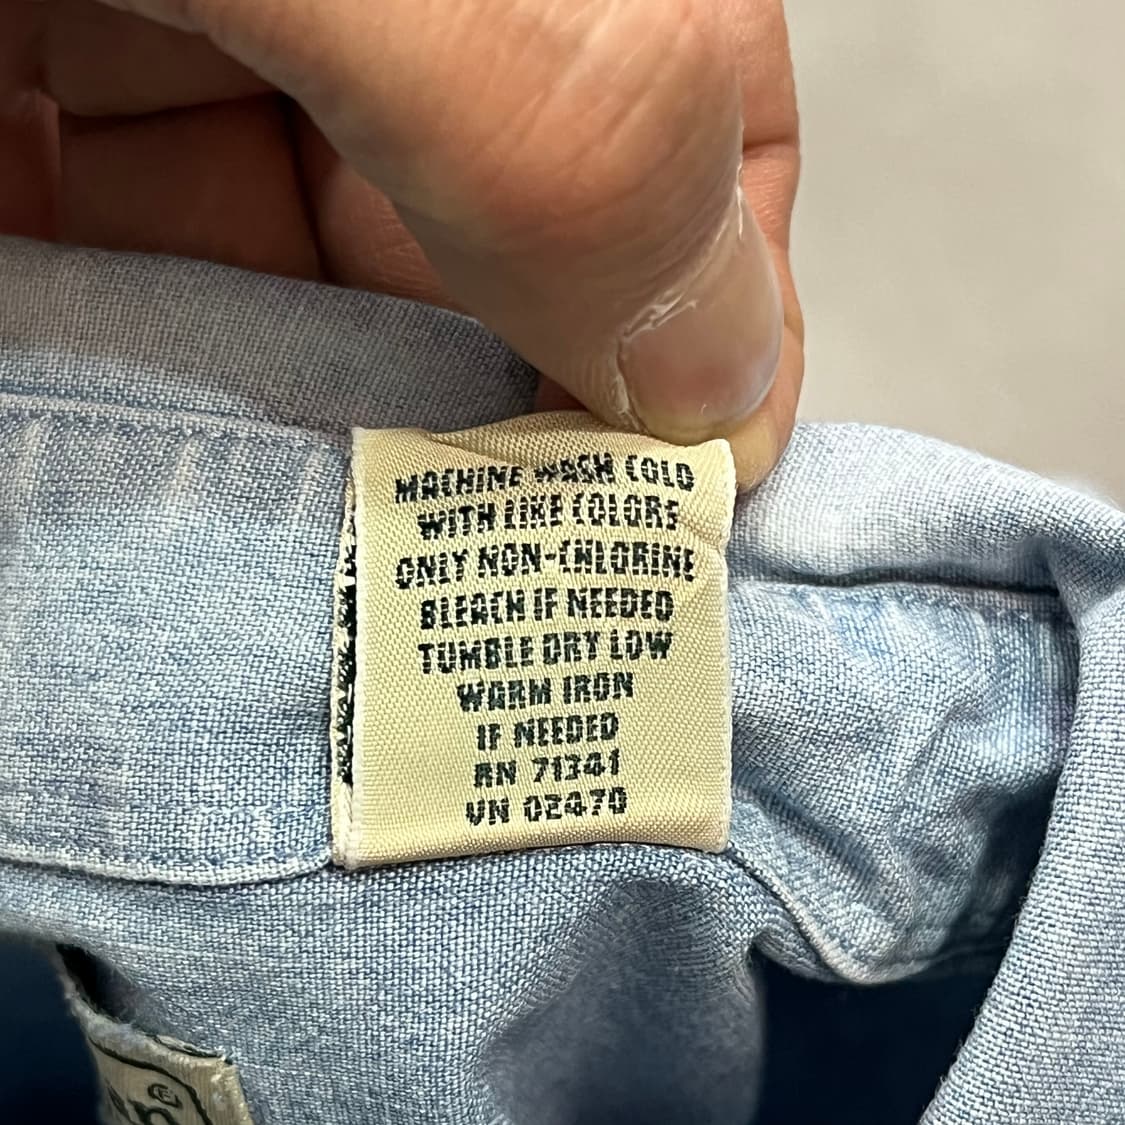 MACHINE WASH COLD
WITH LIKE COLORS
ONLY NON-CHLORINE
BLEACH IF NEEDED
TUMBLE DRY LOW
WARM IRON
IF NEEDED
RN 71341
VN 02470